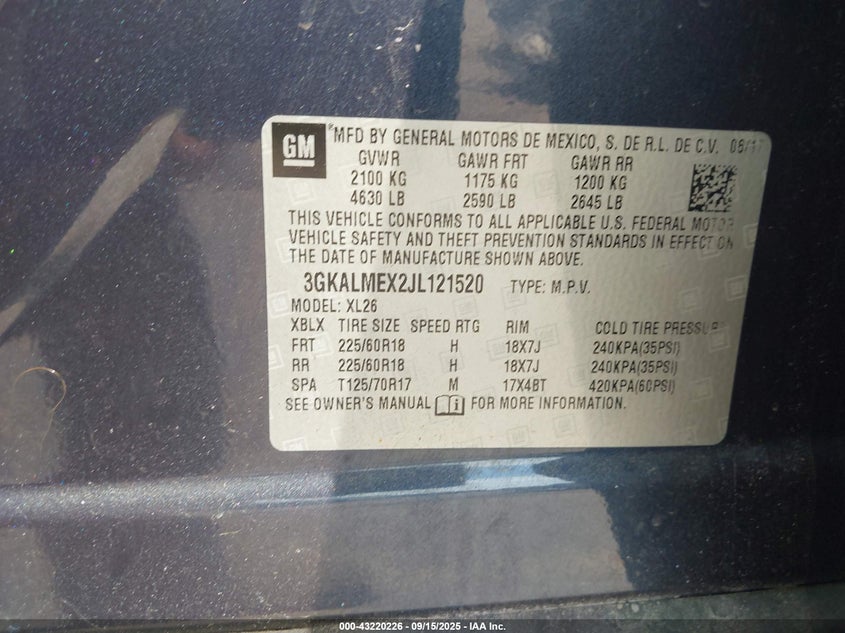 GM
*MFD BY GENERAL MOTORS DE MEXICO, S. DE R.L. DE C.V. 08/17
GVWR GAWR FRT GAWR RR
2100 KG 1175 KG 1200 KG
4630 LB 2590 LB 2645 LB
THIS VEHICLE CONFORMS TO ALL APPLICABLE U.S. FEDERAL MOTOR
VEHICLE SAFETY AND THEFT PREVENTION STANDARDS IN EFFECT ON
THE DATE OF MANUFACTURE SHOWN ABOVE.
3GKALMEX2JL121520 TYPE: M.P.V.
MODEL: XL26
XBLX TIRE SIZE SPEED RTG RIM COLD TIRE PRESSURE
FRT 225/60R18 H 18X7J 240KPA(35PSI)
RR 225/60R18 H 18X7J 240KPA(35PSI)
SPA T125/70R17 M 17X4BT 420KPA(60PSI)
SEE OWNER'S MANUAL FOR MORE INFORMATION.
000-43220226 - 09/15/2025 - IAA Inc.